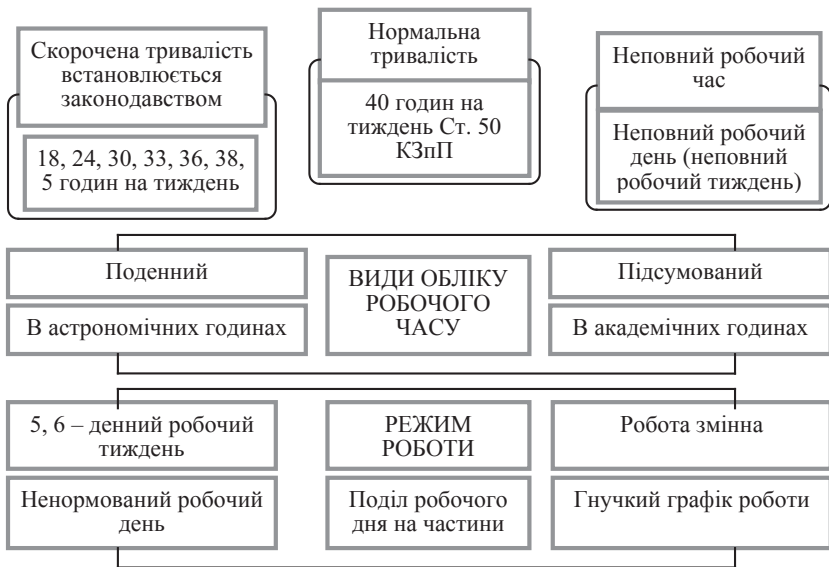 Скорочена тривалість
встановлюється
законодавством
18, 24, 30, 33, 36, 38,
5 годин на тиждень
Нормальна
тривалість
40 годин на
тиждень Ст. 50
КЗпП
Неповний робочий
час
Неповний робочий
день (неповний
робочий тиждень)
Поденний
ВИДИ ОБЛІКУ
РОБОЧОГО
ЧАСУ
Підсумований
В астрономічних годинах
В академічних годинах
5, 6 – денний робочий
тиждень
РЕЖИМ
РОБОТИ
Робота змінна
Ненормований робочий
день
Поділ робочого
дня на частини
Гнучкий графік роботи